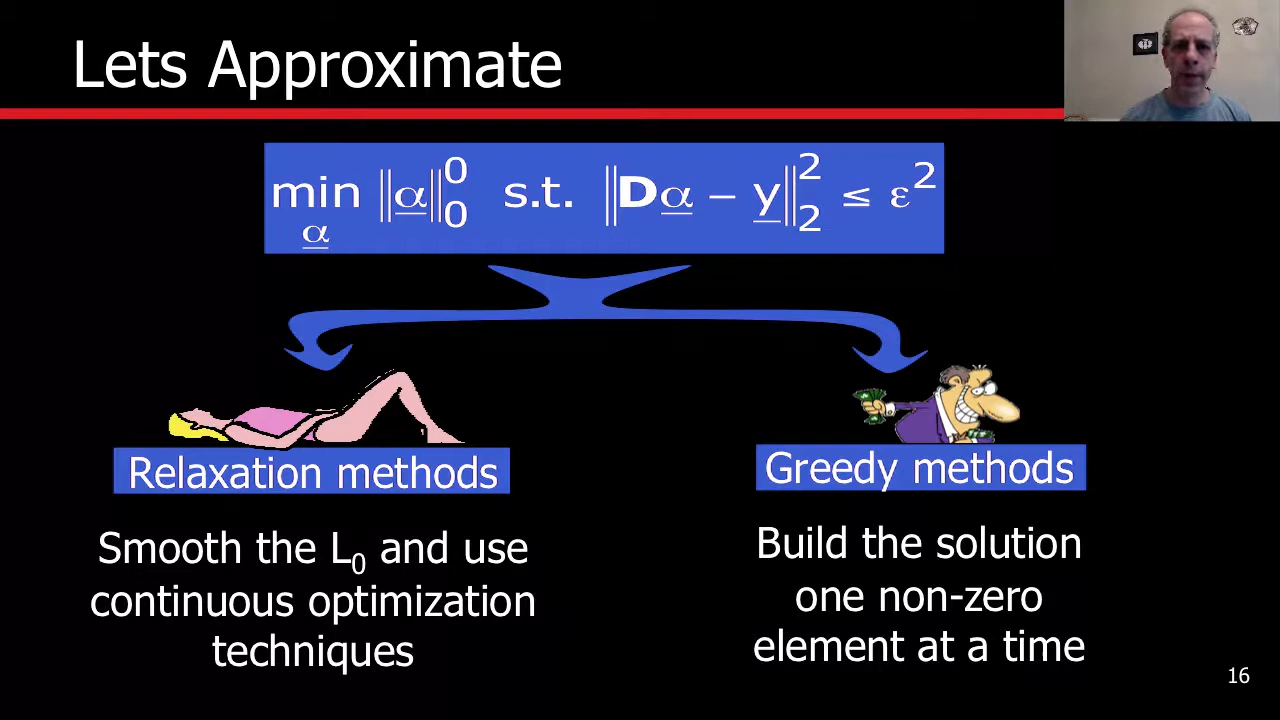 Lets Approximate
min ‖α‖₀⁰ s.t. ‖Dα − y‖₂² ≤ ε²
α
Relaxation methods
Smooth the L₀ and use
continuous optimization
techniques
Greedy methods
Build the solution
one non-zero
element at a time
16